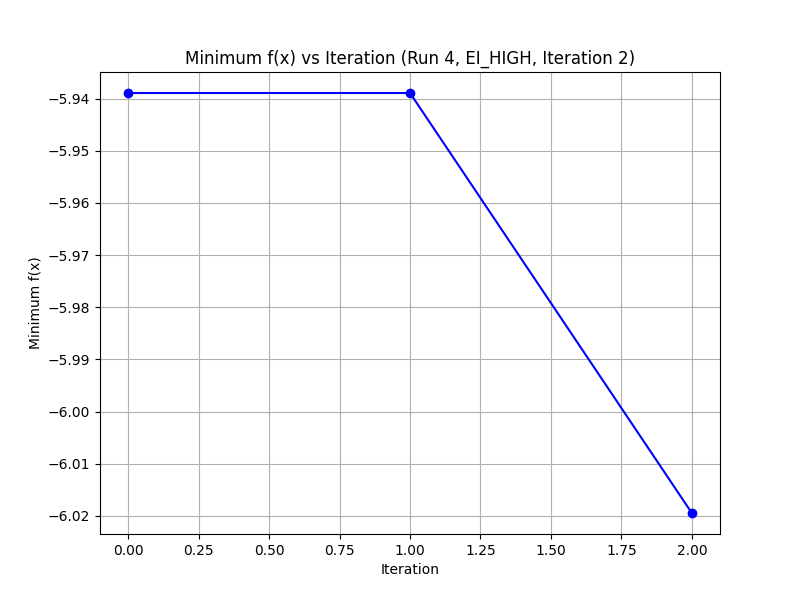 Minimum f(x) vs Iteration (Run 4, EI_HIGH, Iteration 2)
Minimum f(x)
−5.94
−5.95
−5.96
−5.97
−5.98
−5.99
−6.00
−6.01
−6.02
0.00 0.25 0.50 0.75 1.00 1.25 1.50 1.75 2.00
Iteration